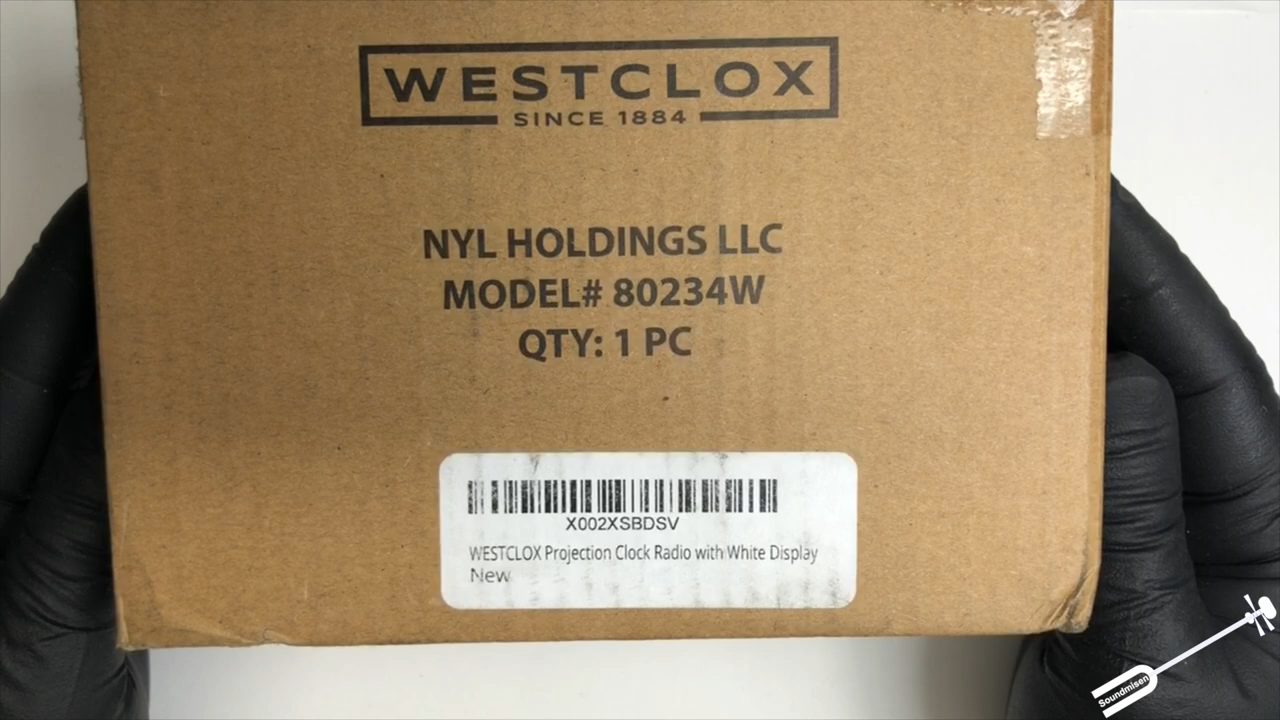 WESTCLOX
SINCE 1884
NYL HOLDINGS LLC
MODEL# 80234W
QTY: 1 PC
X002XSBDSV
WESTCLOX Projection Clock Radio with White Display
New
Soundmisen